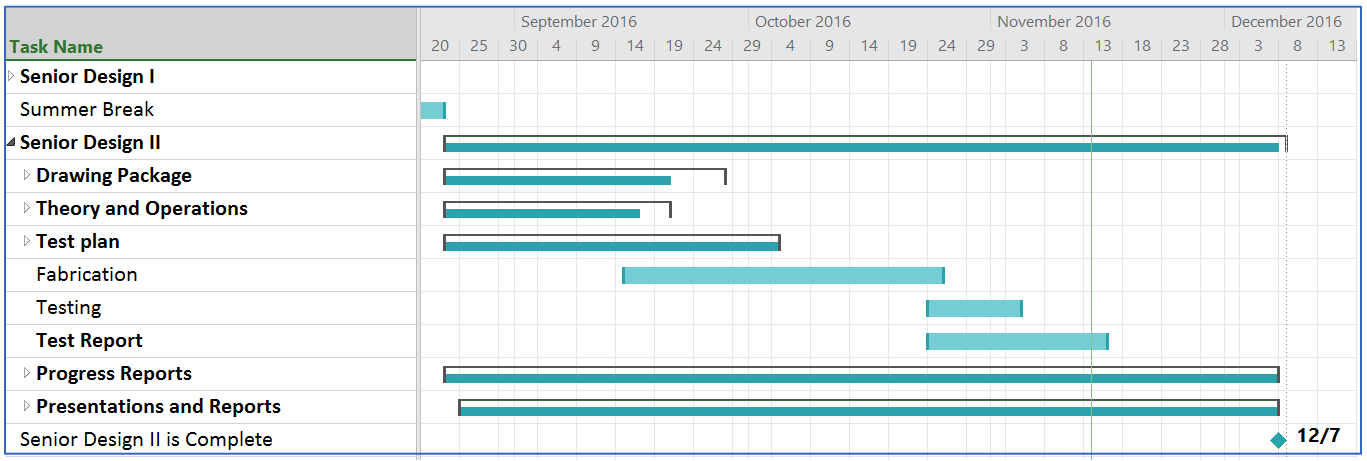 September 2016 October 2016 November 2016 December 2016
Task Name 20 25 30 4 9 14 19 24 29 4 9 14 19 24 29 3 8 13 18 23 28 3 8 13
Senior Design I
Summer Break
Senior Design II
Drawing Package
Theory and Operations
Test plan
Fabrication
Testing
Test Report
Progress Reports
Presentations and Reports
Senior Design II is Complete 12/7